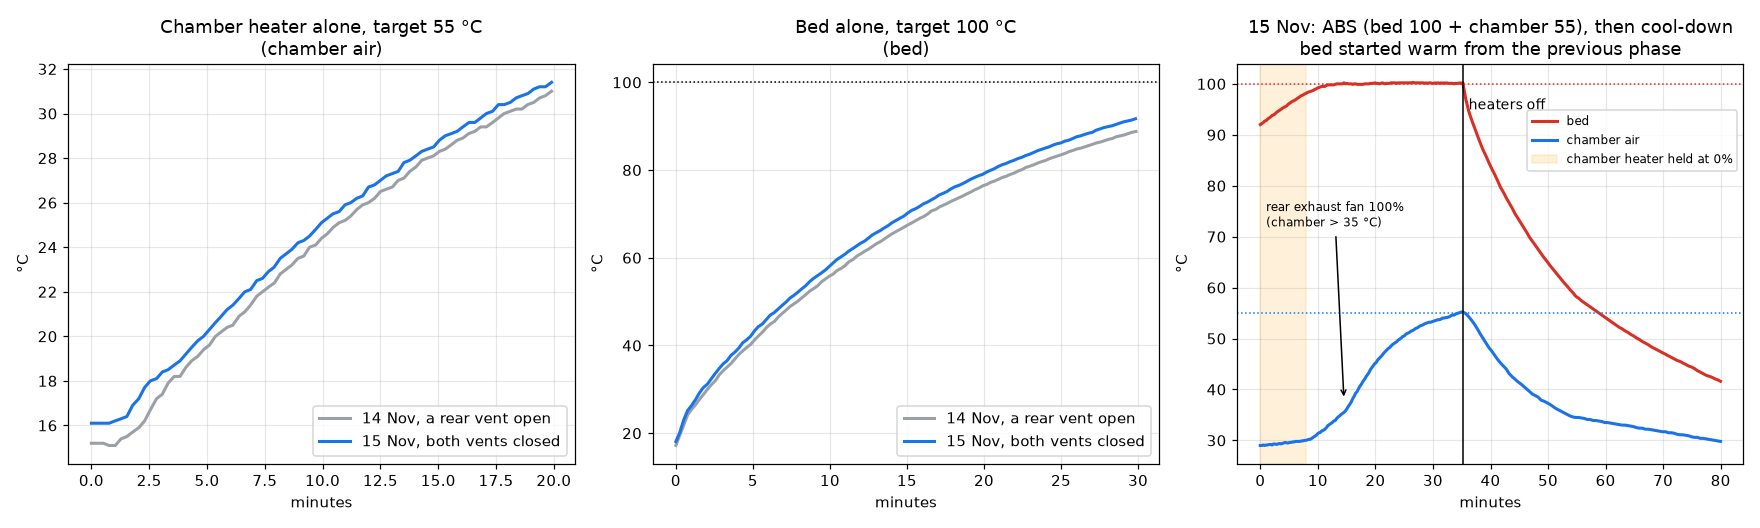 Chamber heater alone, target 55 °C
(chamber air)
°C
32
30
28
26
24
22
20
18
16
14 Nov, a rear vent open
15 Nov, both vents closed
0.0 2.5 5.0 7.5 10.0 12.5 15.0 17.5 20.0
minutes
Bed alone, target 100 °C
(bed)
°C
100
80
60
40
20
14 Nov, a rear vent open
15 Nov, both vents closed
0 5 10 15 20 25 30
minutes
15 Nov: ABS (bed 100 + chamber 55), then cool-down
bed started warm from the previous phase
°C
100
90
80
70
60
50
40
30
heaters off
bed
chamber air
chamber heater held at 0%
rear exhaust fan 100%
(chamber > 35 °C)
0 10 20 30 40 50 60 70 80
minutes